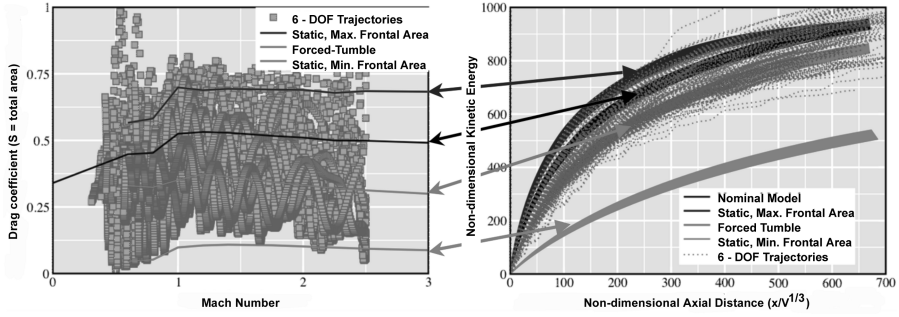 1
0.75
0.5
0.25
0
Drag coefficient (S = total area)
6 - DOF Trajectories
Static, Max. Frontal Area
Forced-Tumble
Static, Min. Frontal Area
0
1
2
3
Mach Number
1000
800
600
400
200
0
Non-dimensional Kinetic Energy
Nominal Model
Static, Max. Frontal Area
Forced Tumble
Static, Min. Frontal Area
6 - DOF Trajectories
0
100
200
300
400
500
600
700
Non-dimensional Axial Distance (x/V^1/3)